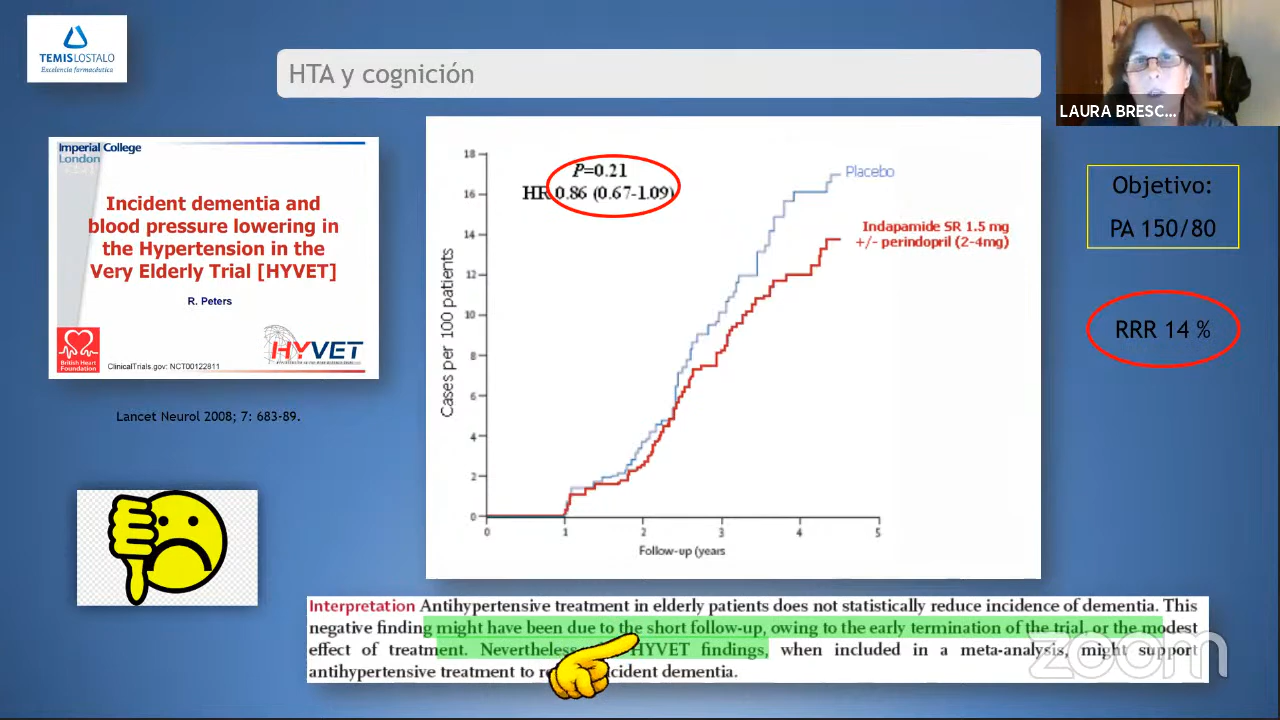 TEMIS LOSTALO
Excelencia farmacéutica
HTA y cognición
LAURA BRESC...
Imperial College
London
Incident dementia and
blood pressure lowering in
the Hypertension in the
Very Elderly Trial [HYVET]
R. Peters
British Heart
Foundation
ClinicalTrials.gov: NCT00122811
HYVET
Lancet Neurol 2008; 7: 683-89.
P=0.21
HR 0.86 (0.67-1.09)
Placebo
Indapamide SR 1.5 mg
+/- perindopril (2-4mg)
Cases per 100 patients
18
16
14
12
10
8
6
4
2
0
0 1 2 3 4 5
Follow-up (years
Objetivo:
PA 150/80
RRR 14 %
Interpretation Antihypertensive treatment in elderly patients does not statistically reduce incidence of dementia. This
negative finding might have been due to the short follow-up, owing to the early termination of the trial, or the modest
effect of treatment. Nevertheless HYVET findings, when included in a meta-analysis, might support
antihypertensive treatment to incident dementia.
zoom